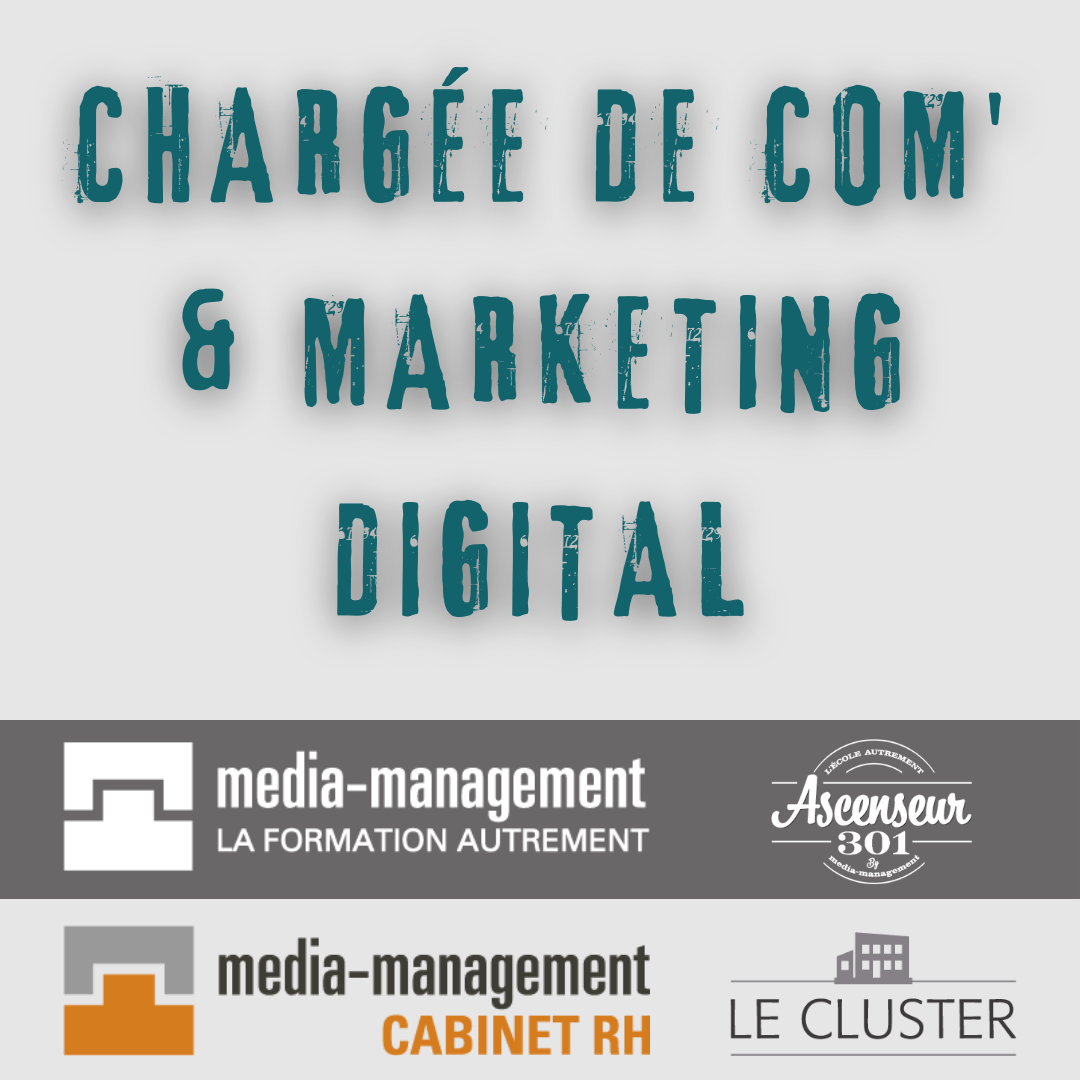 CHARGÉE DE COM'
& MARKETING
DIGITAL
media-management
LA FORMATION AUTREMENT
L'ÉCOLE AUTREMENT
Ascenseur
301
By
media-management
media-management
CABINET RH
LE CLUSTER